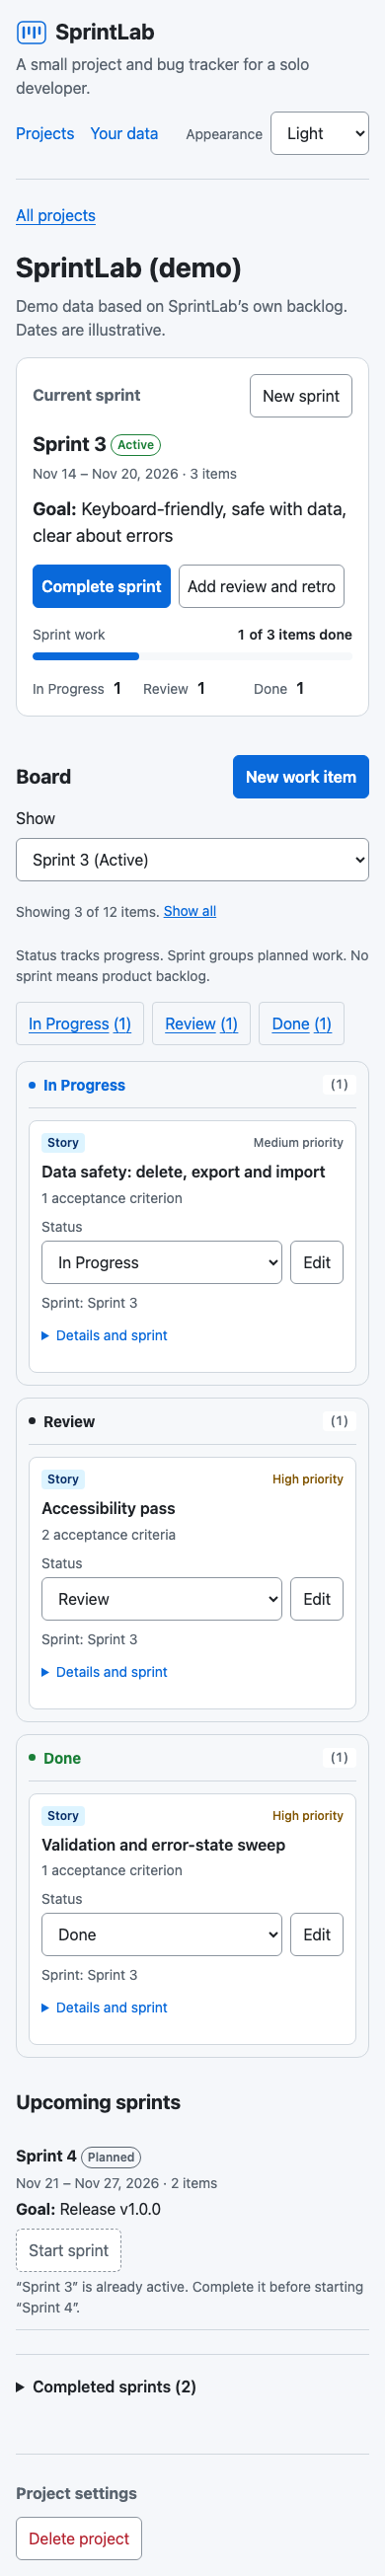 SprintLab
A small project and bug tracker for a solo
developer.
Projects Your data Appearance Light
All projects
SprintLab (demo)
Demo data based on SprintLab’s own backlog.
Dates are illustrative.
Current sprint New sprint
Sprint 3 Active
Nov 14 – Nov 20, 2026 · 3 items
Goal: Keyboard-friendly, safe with data,
clear about errors
Complete sprint Add review and retro
Sprint work 1 of 3 items done
In Progress 1 Review 1 Done 1
Board New work item
Show
Sprint 3 (Active)
Showing 3 of 12 items. Show all
Status tracks progress. Sprint groups planned work. No
sprint means product backlog.
In Progress (1) Review (1) Done (1)
In Progress (1)
Story Medium priority
Data safety: delete, export and import
1 acceptance criterion
Status
In Progress Edit
Sprint: Sprint 3
Details and sprint
Review (1)
Story High priority
Accessibility pass
2 acceptance criteria
Status
Review Edit
Sprint: Sprint 3
Details and sprint
Done (1)
Story High priority
Validation and error-state sweep
1 acceptance criterion
Status
Done Edit
Sprint: Sprint 3
Details and sprint
Upcoming sprints
Sprint 4 Planned
Nov 21 – Nov 27, 2026 · 2 items
Goal: Release v1.0.0
Start sprint
“Sprint 3” is already active. Complete it before starting
“Sprint 4”.
Completed sprints (2)
Project settings
Delete project